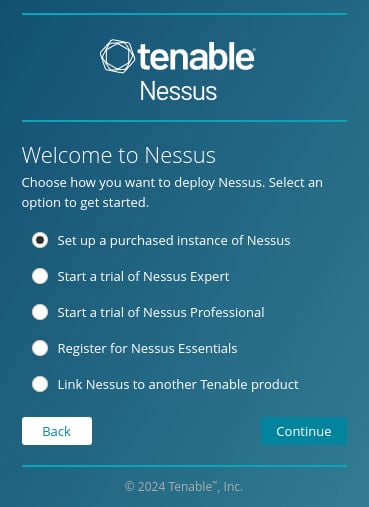 tenable
Nessus
Welcome to Nessus
Choose how you want to deploy Nessus. Select an
option to get started.
Set up a purchased instance of Nessus
Start a trial of Nessus Expert
Start a trial of Nessus Professional
Register for Nessus Essentials
Link Nessus to another Tenable product
Back
Continue
© 2024 Tenable™, Inc.